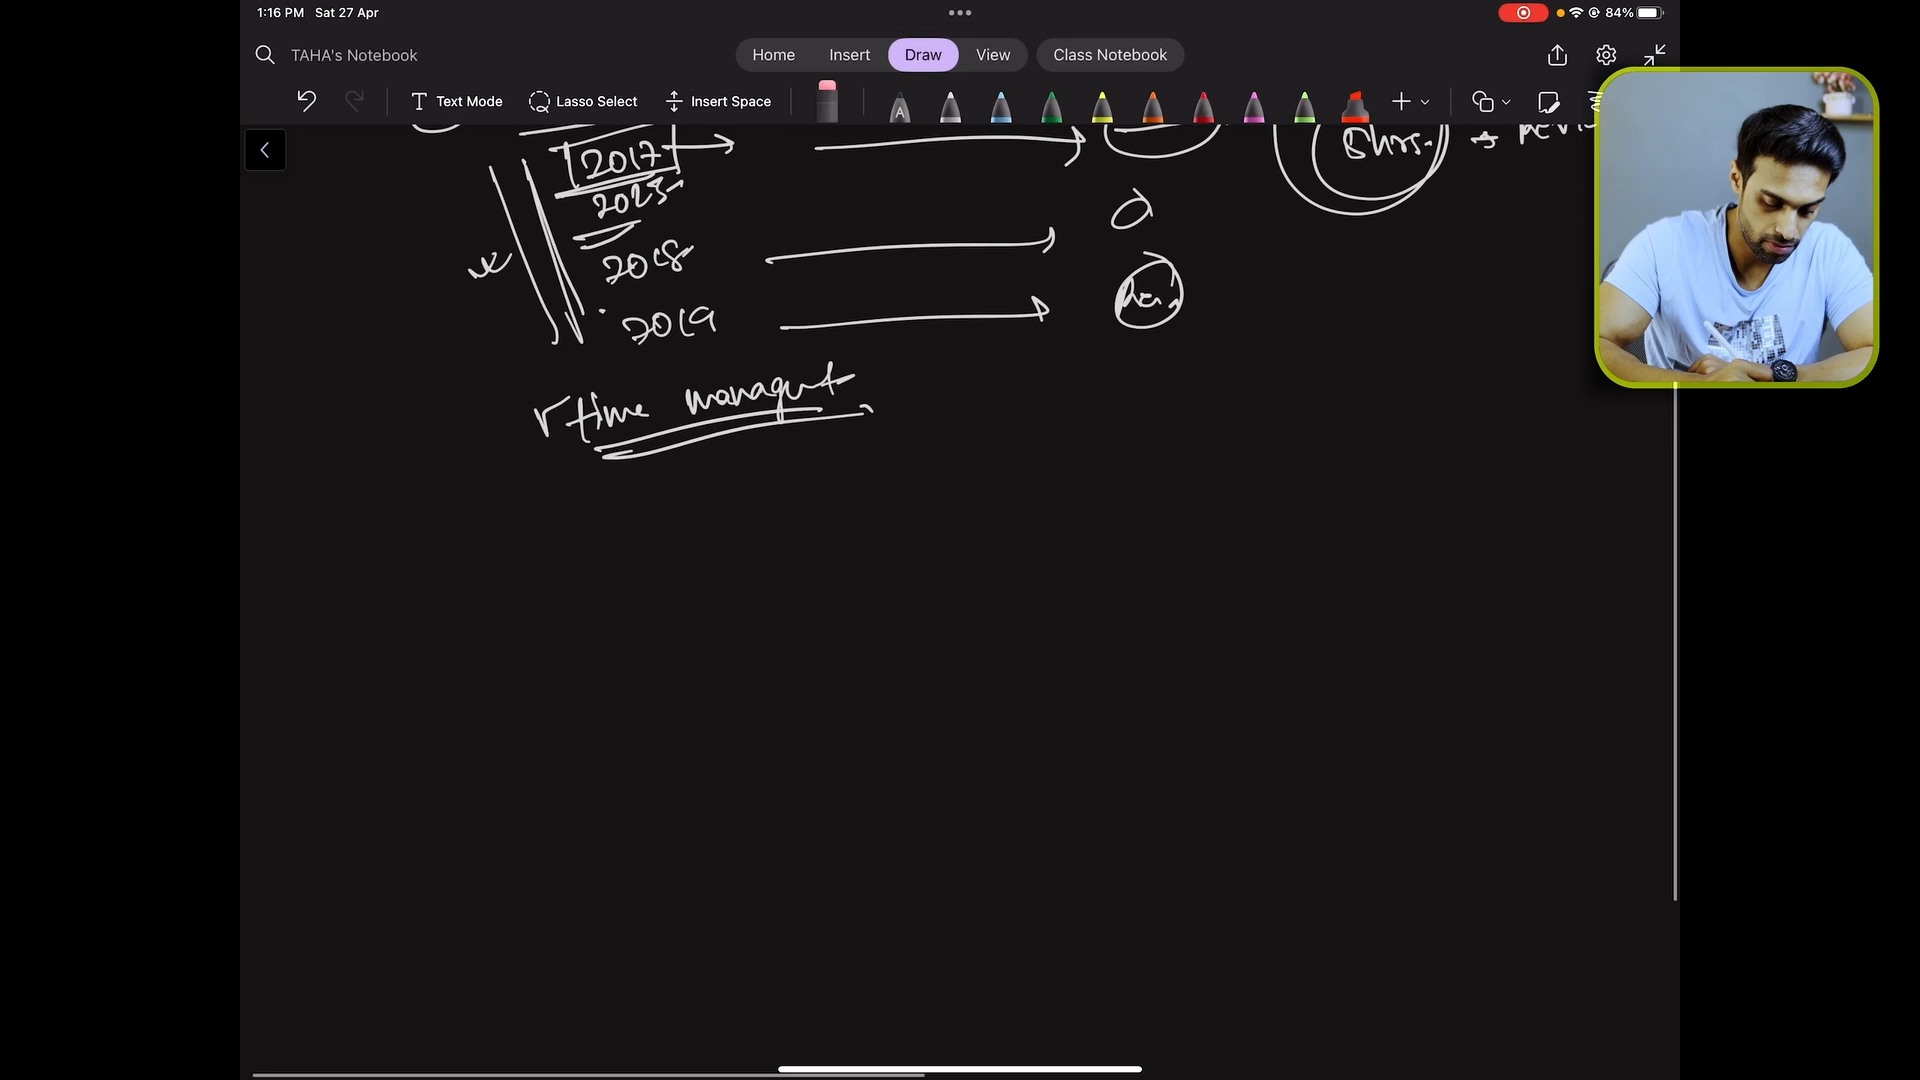 1:16 PM Sat 27 Apr
84%
TAHA's Notebook
Home Insert Draw View Class Notebook
Text Mode Lasso Select Insert Space
A
[2017]
8hrs.
2023
2018
2019
time managmt